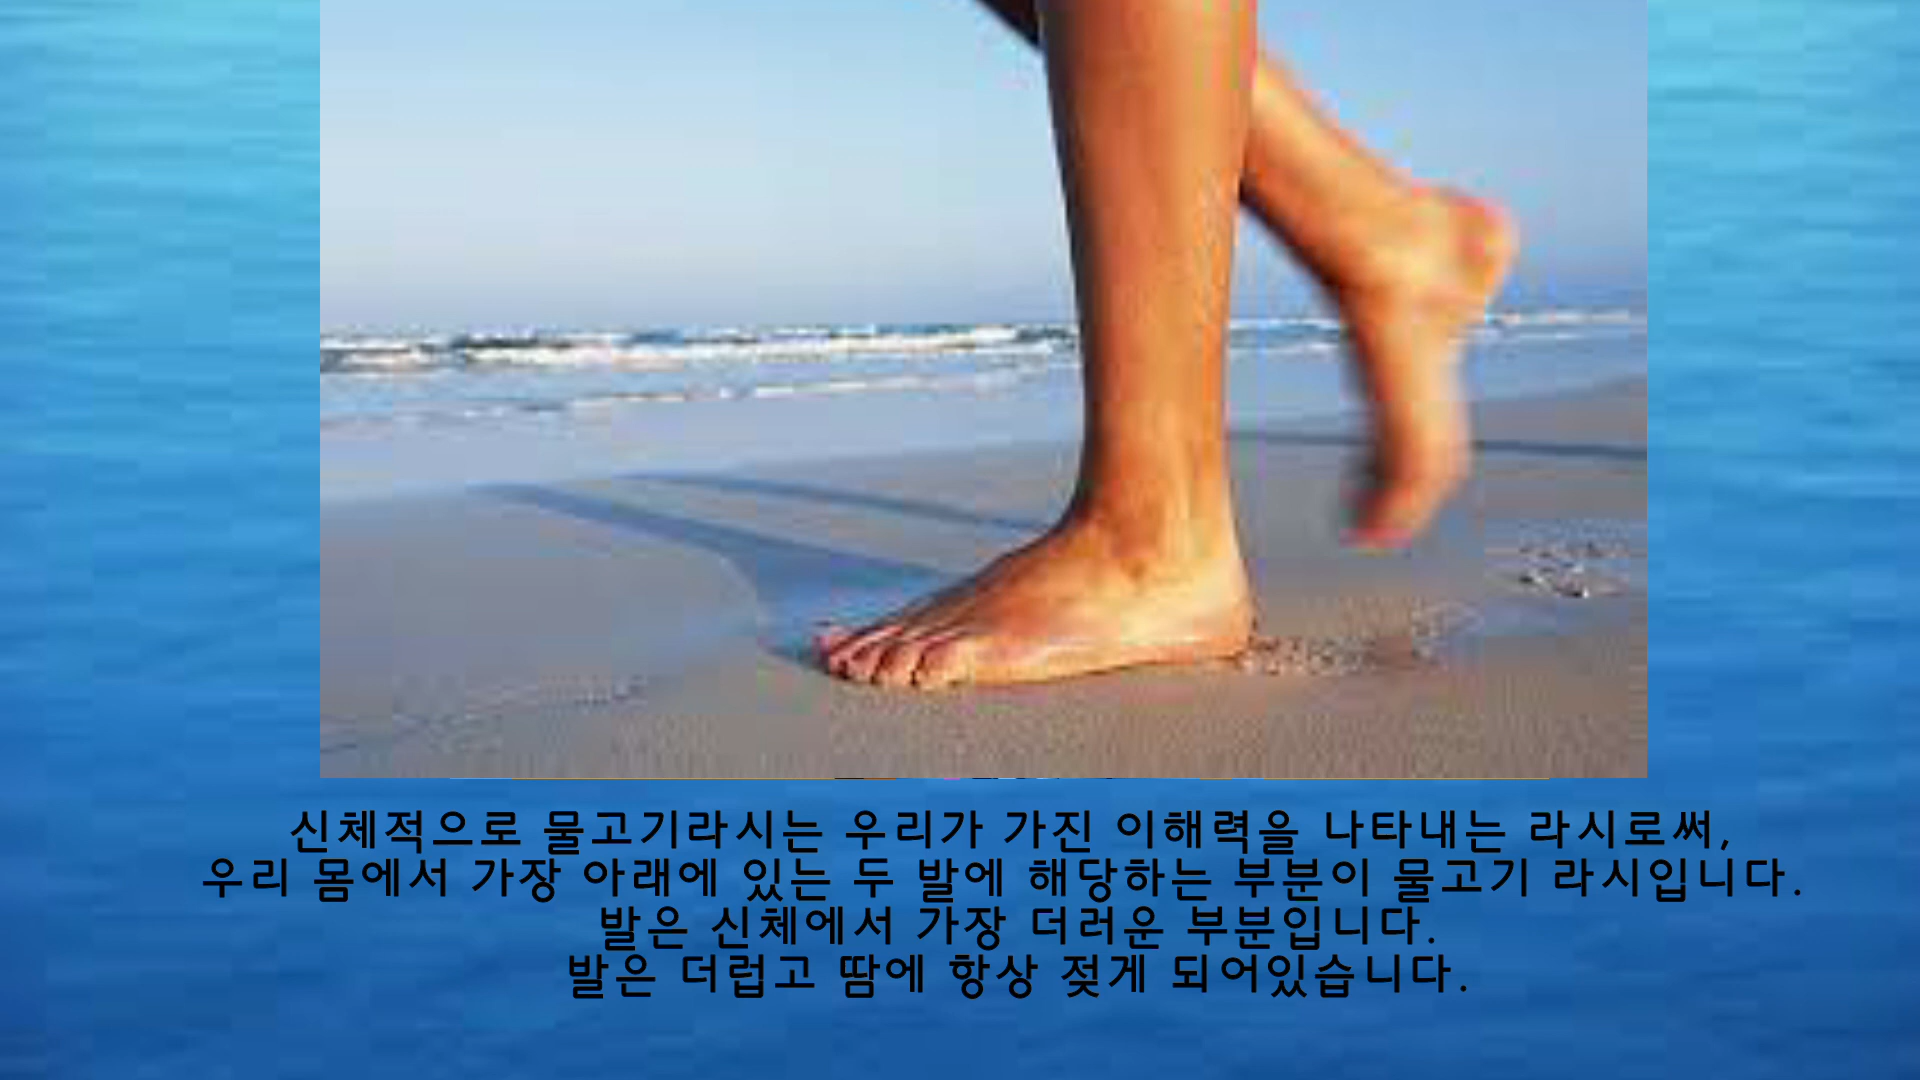 신체적으로 물고기라시는 우리가 가진 이해력을 나타내는 라시로써,
우리 몸에서 가장 아래에 있는 두 발에 해당하는 부분이 물고기 라시입니다.
발은 신체에서 가장 더러운 부분입니다.
발은 더럽고 땀에 항상 젖게 되어있습니다.